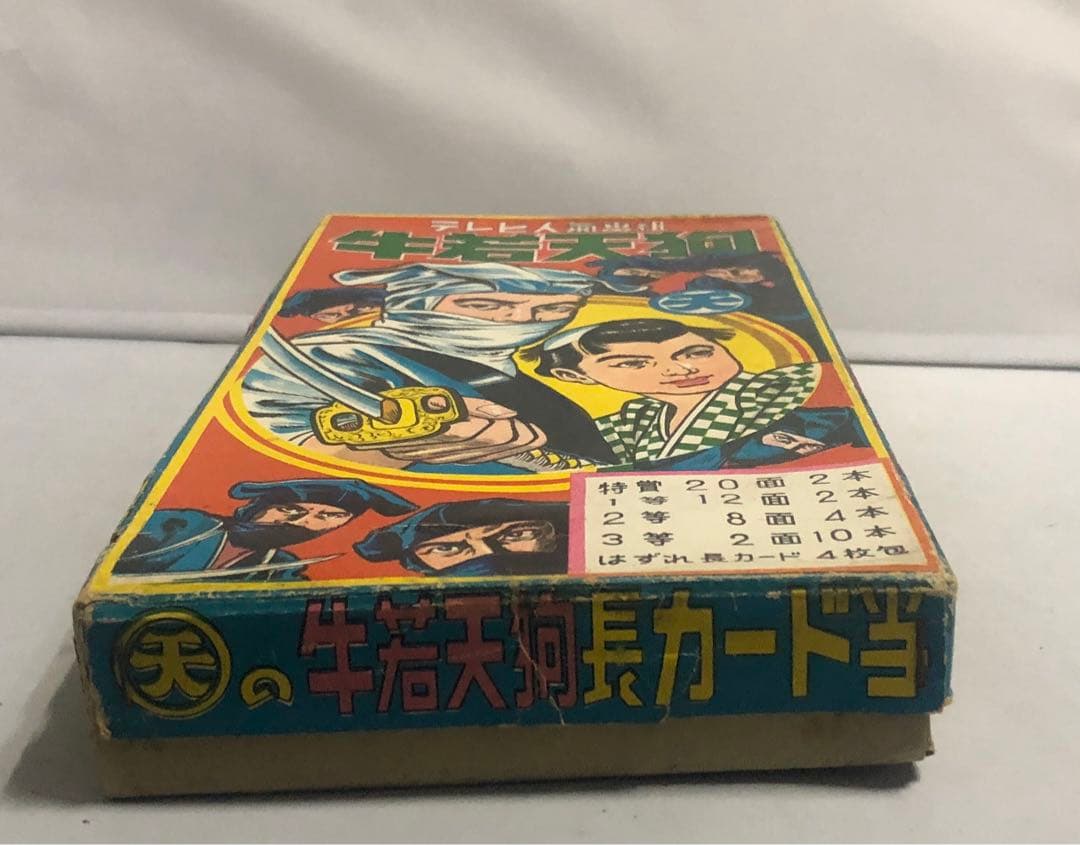 テレビ人気番組
牛若天狗
天
特賞 20面 2本
1等 12面 2本
2等 8面 4本
3等 2面 10本
はずれ長カード 4枚包
天の牛若天狗長カード当